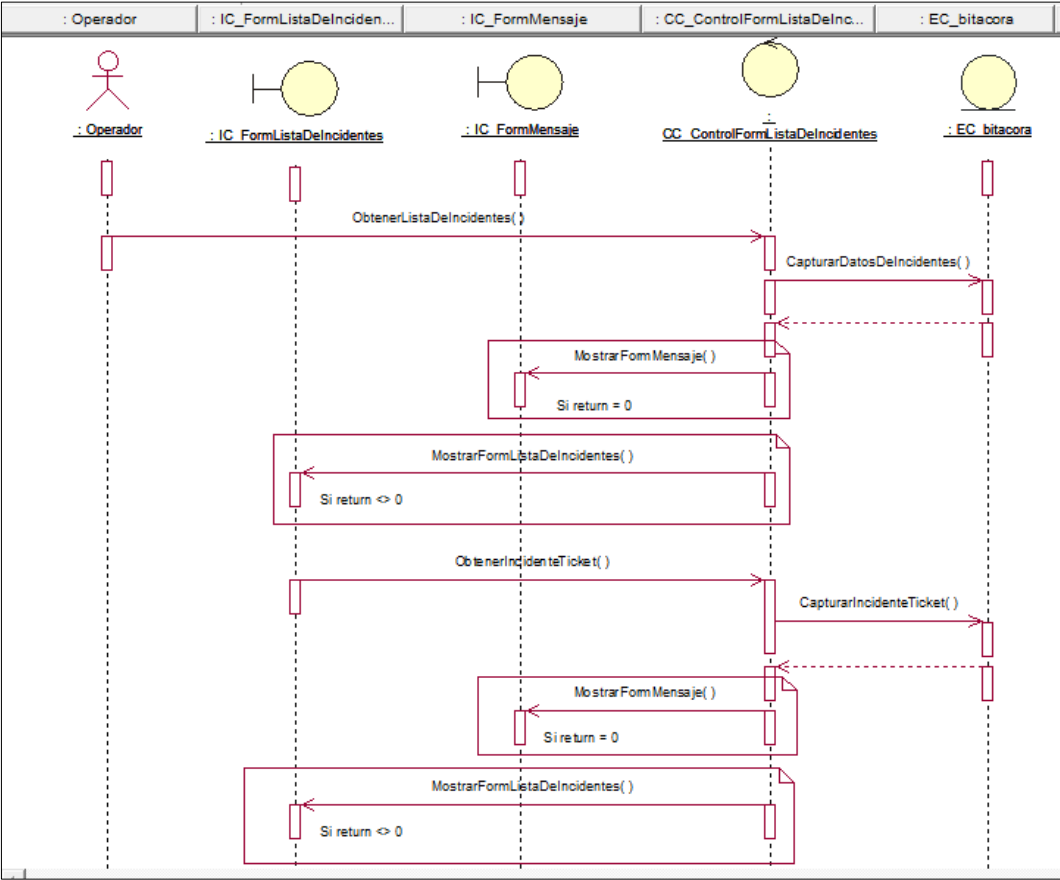 : Operador
: IC_FormListaDeInciden...
: IC_FormMensaje
: CC_ControlFormListaDeInc...
: EC_bitacora
: Operador
: IC_FormListaDeIncidentes
: IC_FormMensaje
:
CC_ControlFormListaDeIncidentes
: EC_bitacora
ObtenerListaDeIncidentes( )
CapturarDatosDeIncidentes( )
MostrarFormMensaje( )
Si return = 0
MostrarFormListaDeIncidentes( )
Si return <> 0
ObtenerIncidenteTicket( )
CapturarIncidenteTicket( )
MostrarFormMensaje( )
Si return = 0
MostrarFormListaDeIncidentes( )
Si return <> 0